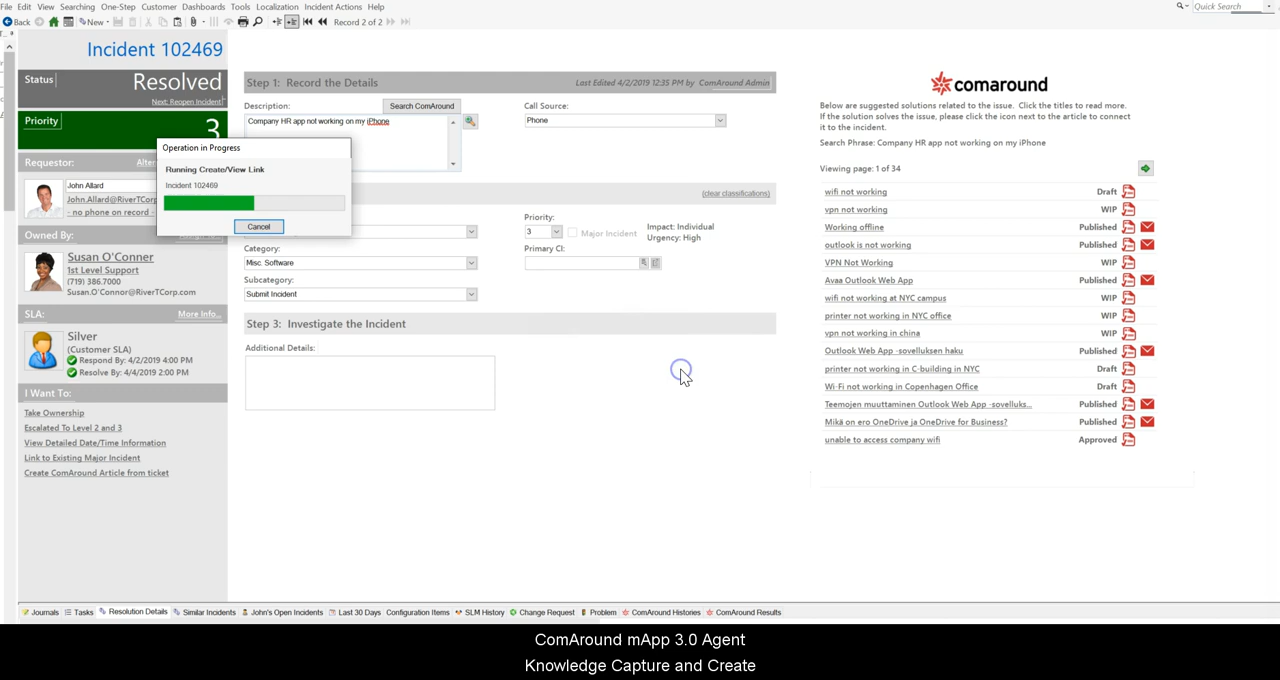 File Edit View Searching One-Step Customer Dashboards Tools Localization Incident Actions Help
Quick Search
Back New Record 2 of 2
Incident 102469
Status
Resolved
Next: Reopen Incident
Priority
3
Requestor:
John Allard
John.Allard@RiverTCorp
- no phone on record -
Owned By:
Susan O'Conner
1st Level Support
(719) 386.7000
Susan.O'Connor@RiverTCorp.com
SLA: More Info...
Silver
(Customer SLA)
Respond By: 4/2/2019 4:00 PM
Resolve By: 4/4/2019 2:00 PM
I Want To:
Take Ownership
Escalated To Level 2 and 3
View Detailed Date/Time Information
Link to Existing Major Incident
Create ComAround Article from ticket
Operation in Progress
Running Create/View Link
Incident 102469
Cancel
Step 1: Record the Details Last Edited 4/2/2019 12:35 PM by ComAround Admin
Description: Search ComAround
Company HR app not working on my iPhone
Call Source:
Phone
(clear classifications)
Priority:
3 Major Incident
Impact: Individual
Urgency: High
Category:
Misc. Software
Primary CI:
Subcategory:
Submit Incident
Step 3: Investigate the Incident
Additional Details:
comaround
Below are suggested solutions related to the issue. Click the titles to read more.
If the solution solves the issue, please click the icon next to the article to connect
it to the incident.
Search Phrase: Company HR app not working on my iPhone
Viewing page: 1 of 34
wifi not working Draft
vpn not working WIP
Working offline Published
outlook is not working Published
VPN Not Working WIP
Avaa Outlook Web App Published
wifi not working at NYC campus WIP
printer not working in NYC office WIP
vpn not working in china WIP
Outlook Web App -sovelluksen haku Published
printer not working in C-building in NYC Draft
Wi-Fi not working in Copenhagen Office Draft
Teemojen muuttaminen Outlook Web App -sovelluks... Published
Mikä on ero OneDrive ja OneDrive for Business? Published
unable to access company wifi Approved
Journals Tasks Resolution Details Similar Incidents John's Open Incidents Last 30 Days Configuration Items SLM History Change Request Problem ComAround Histories ComAround Results
ComAround mApp 3.0 Agent
Knowledge Capture and Create